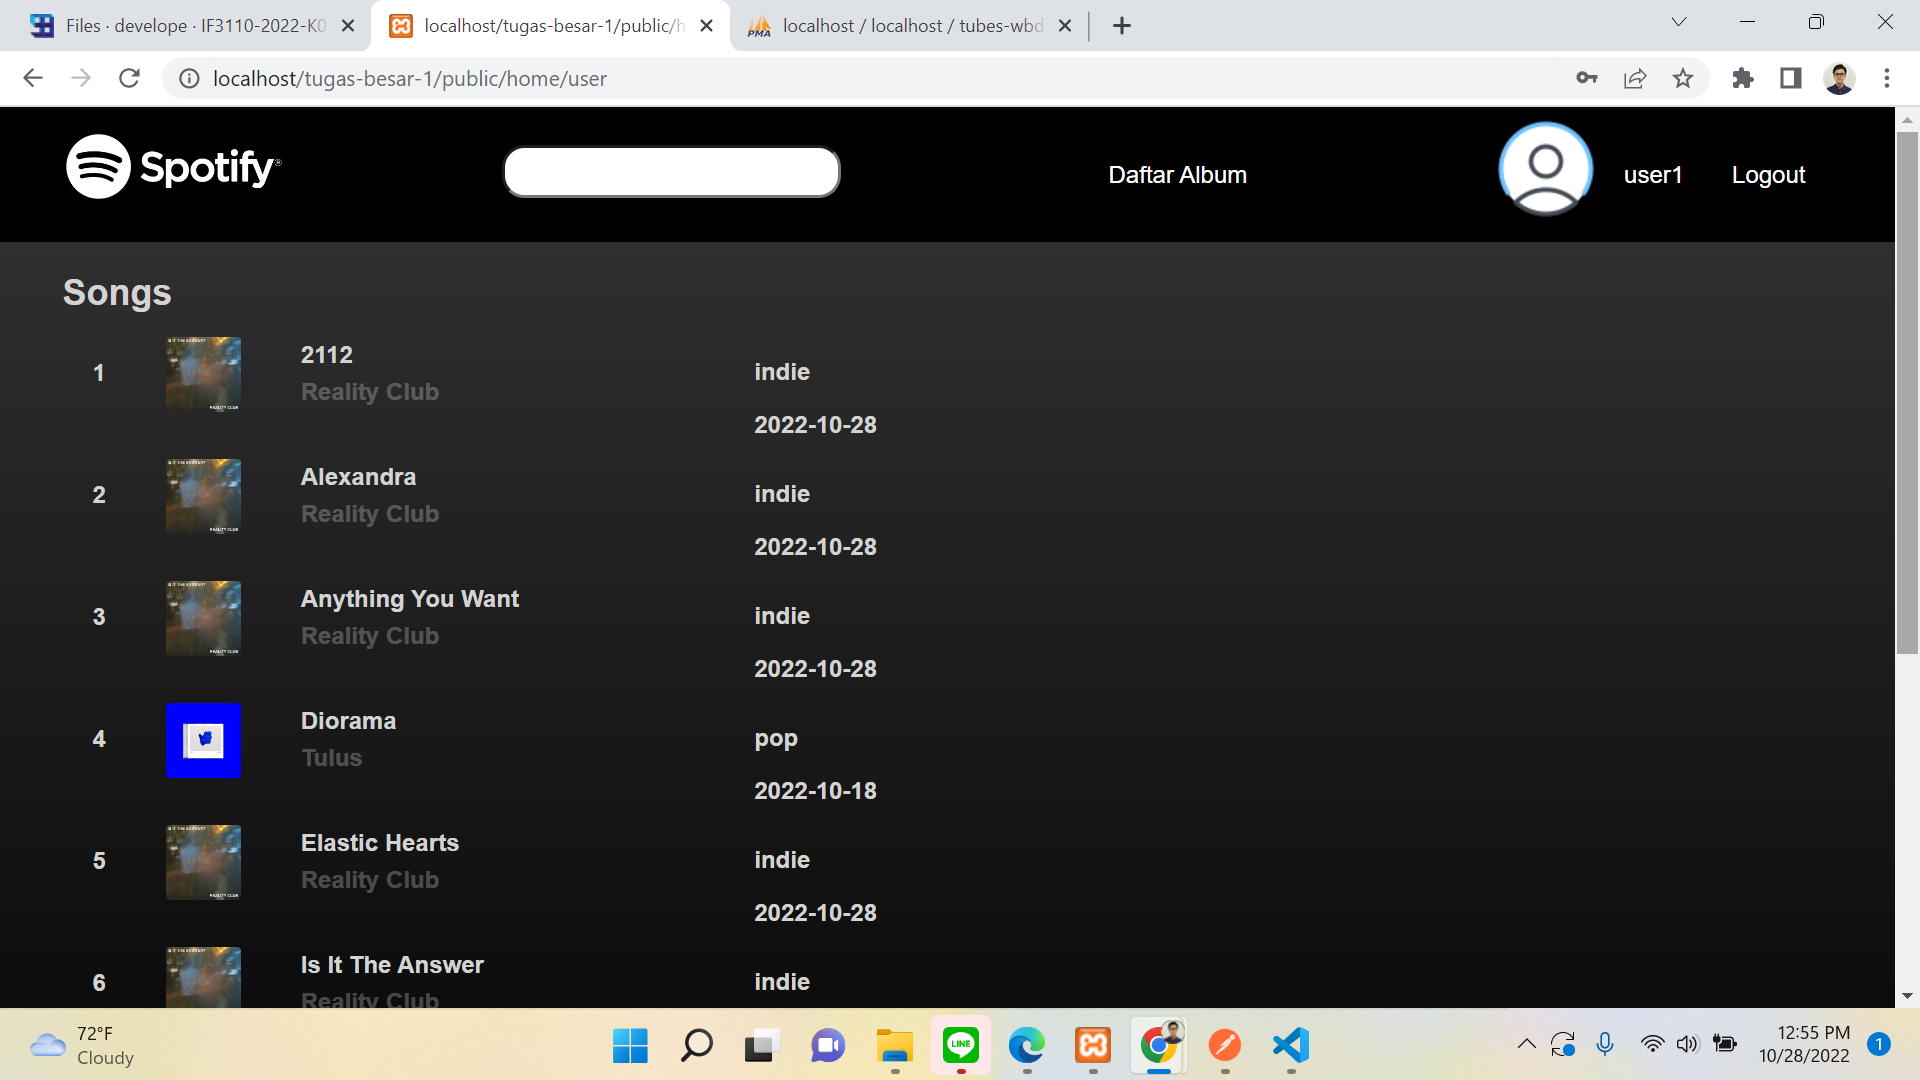 Files · develope · IF3110-2022-K0
localhost/tugas-besar-1/public/h
PMA
localhost / localhost / tubes-wbd
localhost/tugas-besar-1/public/home/user
Spotify®
Daftar Album
user1
Logout
Songs
1
2112
Reality Club
indie
2022-10-28
2
Alexandra
Reality Club
indie
2022-10-28
3
Anything You Want
Reality Club
indie
2022-10-28
4
Diorama
Tulus
pop
2022-10-18
5
Elastic Hearts
Reality Club
indie
2022-10-28
6
Is It The Answer
Reality Club
indie
72°F
Cloudy
LINE
12:55 PM
10/28/2022
1